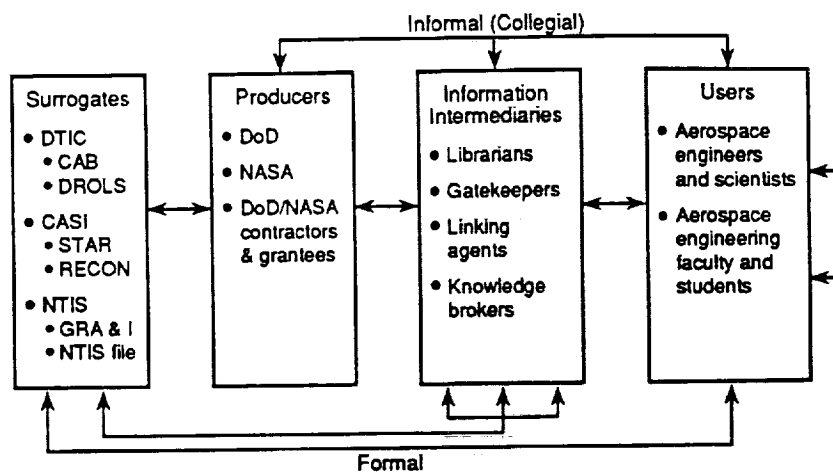 Informal (Collegial)
Surrogates
• DTIC
• CAB
• DROLS
• CASI
• STAR
• RECON
• NTIS
• GRA & I
• NTIS file
Producers
• DoD
• NASA
• DoD/NASA
contractors
& grantees
Information
Intermediaries
• Librarians
• Gatekeepers
• Linking
agents
• Knowledge
brokers
Users
• Aerospace
engineers
and scientists
• Aerospace
engineering
faculty and
students
Formal